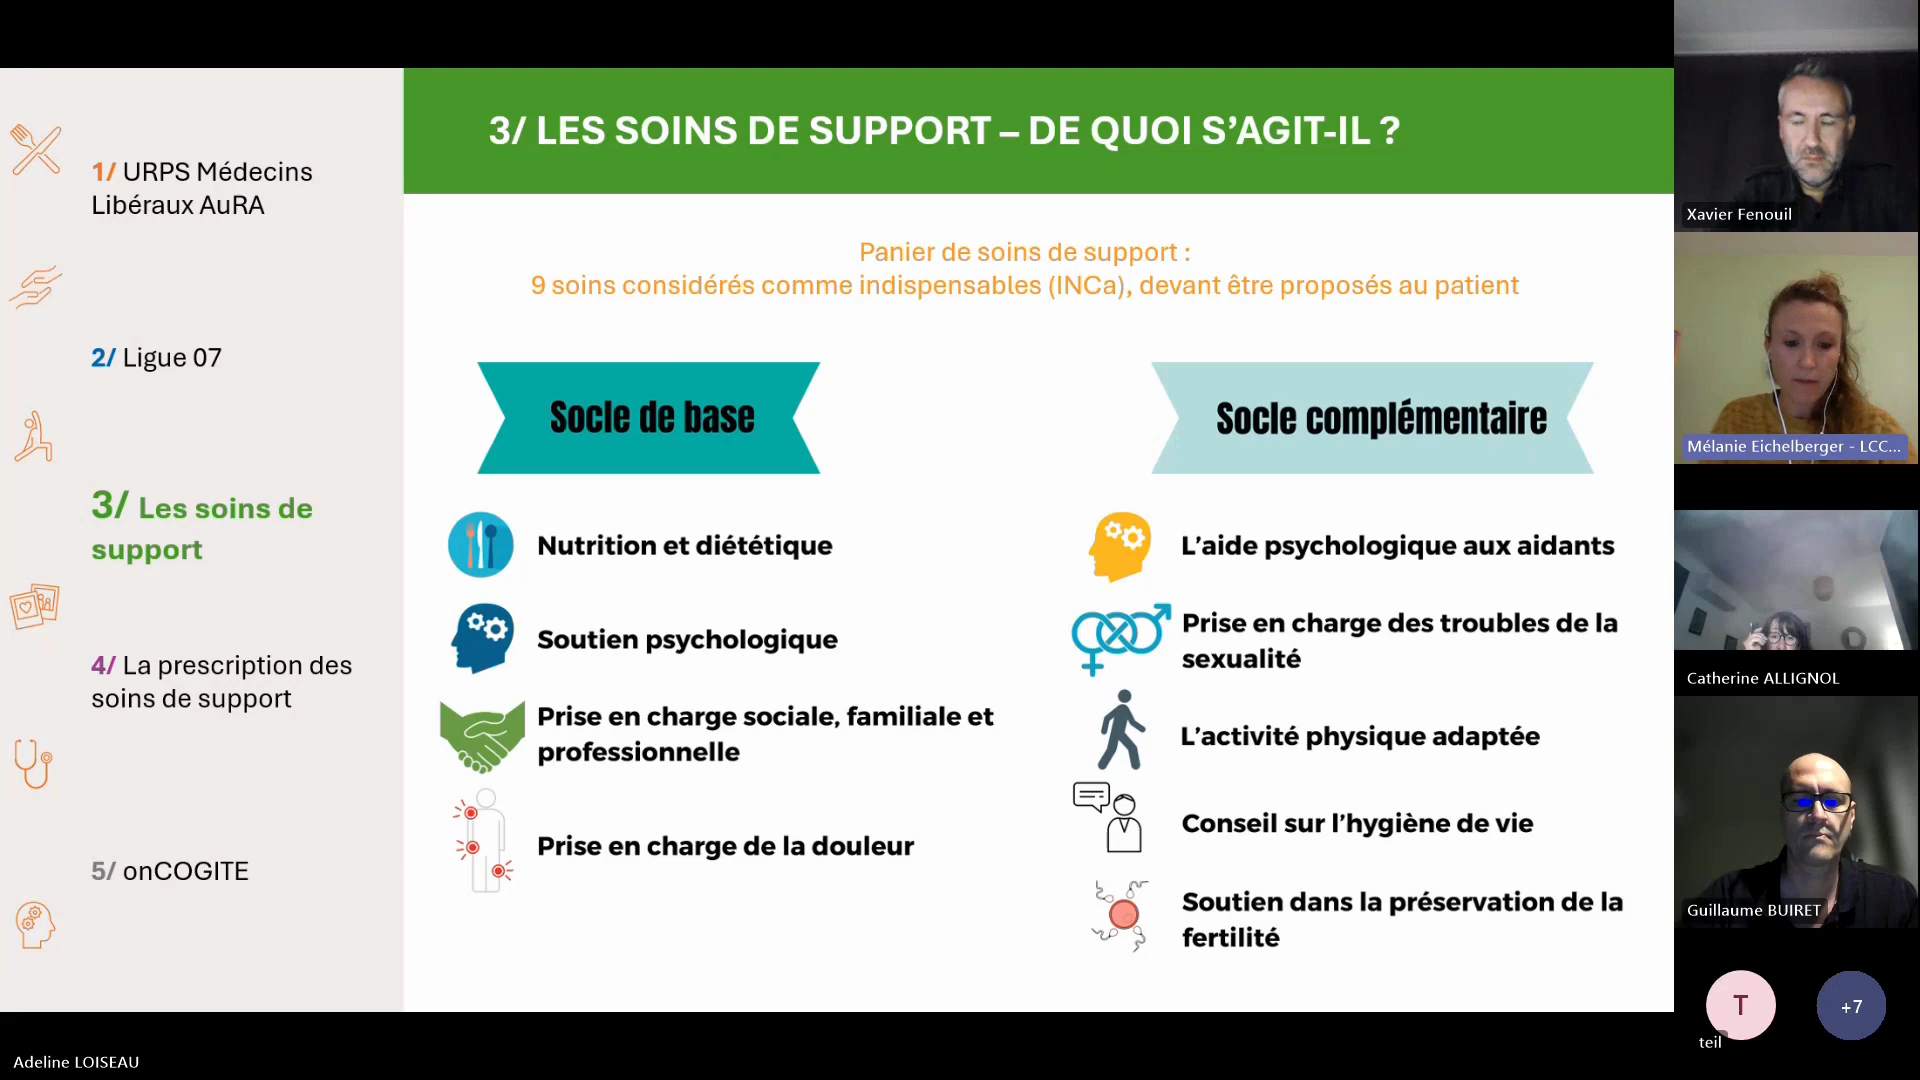 1/ URPS Médecins
Libéraux AuRA
2/ Ligue 07
3/ Les soins de
support
4/ La prescription des
soins de support
5/ onCOGITE
3/ LES SOINS DE SUPPORT – DE QUOI S’AGIT-IL ?
Panier de soins de support :
9 soins considérés comme indispensables (INCa), devant être proposés au patient
Socle de base
Nutrition et diététique
Soutien psychologique
Prise en charge sociale, familiale et
professionnelle
Prise en charge de la douleur
Socle complémentaire
L’aide psychologique aux aidants
Prise en charge des troubles de la
sexualité
L’activité physique adaptée
Conseil sur l’hygiène de vie
Soutien dans la préservation de la
fertilité
Xavier Fenouil
Mélanie Eichelberger - LCC...
Catherine ALLIGNOL
Guillaume BUIRET
T
+7
teil
Adeline LOISEAU